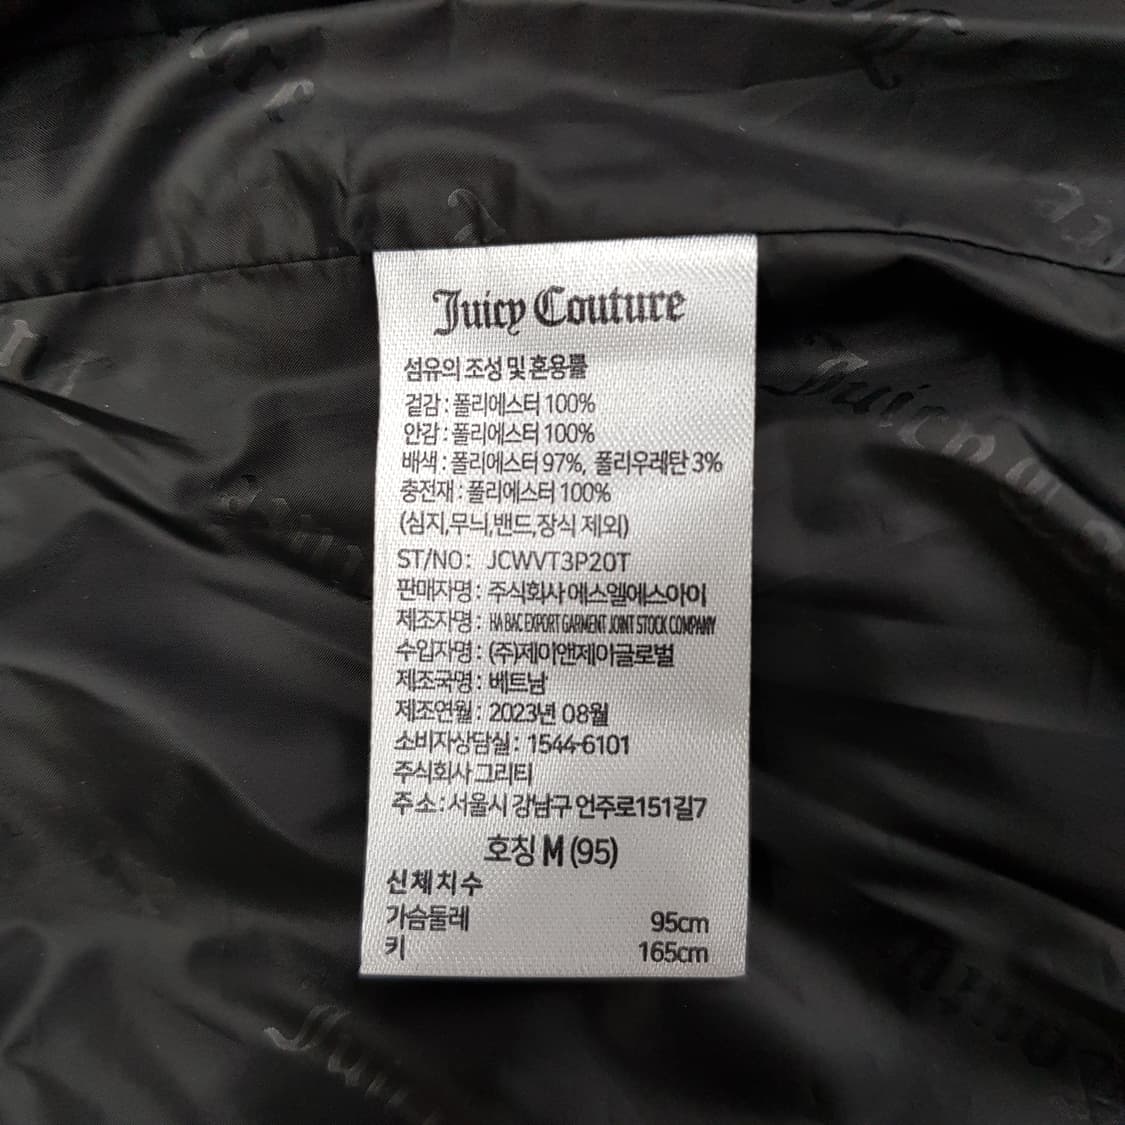 Juicy Couture
섬유의 조성 및 혼용률
겉감 : 폴리에스터 100%
안감 : 폴리에스터 100%
배색 : 폴리에스터 97%, 폴리우레탄 3%
충전재 : 폴리에스터 100%
(심지,무늬,밴드,장식 제외)
ST/NO : JCWVT3P20T
판매자명 : 주식회사 에스엘에스아이
제조자명 : HA BAC EXPORT GARMENT JOINT STOCK COMPANY
수입자명 : (주)제이앤제이글로벌
제조국명 : 베트남
제조연월 : 2023년 08월
소비자상담실 : 1544-6101
주식회사 그리티
주 소 : 서울시 강남구 언주로151길7
호칭 M (95)
신체치수
가슴둘레 95cm
키 165cm